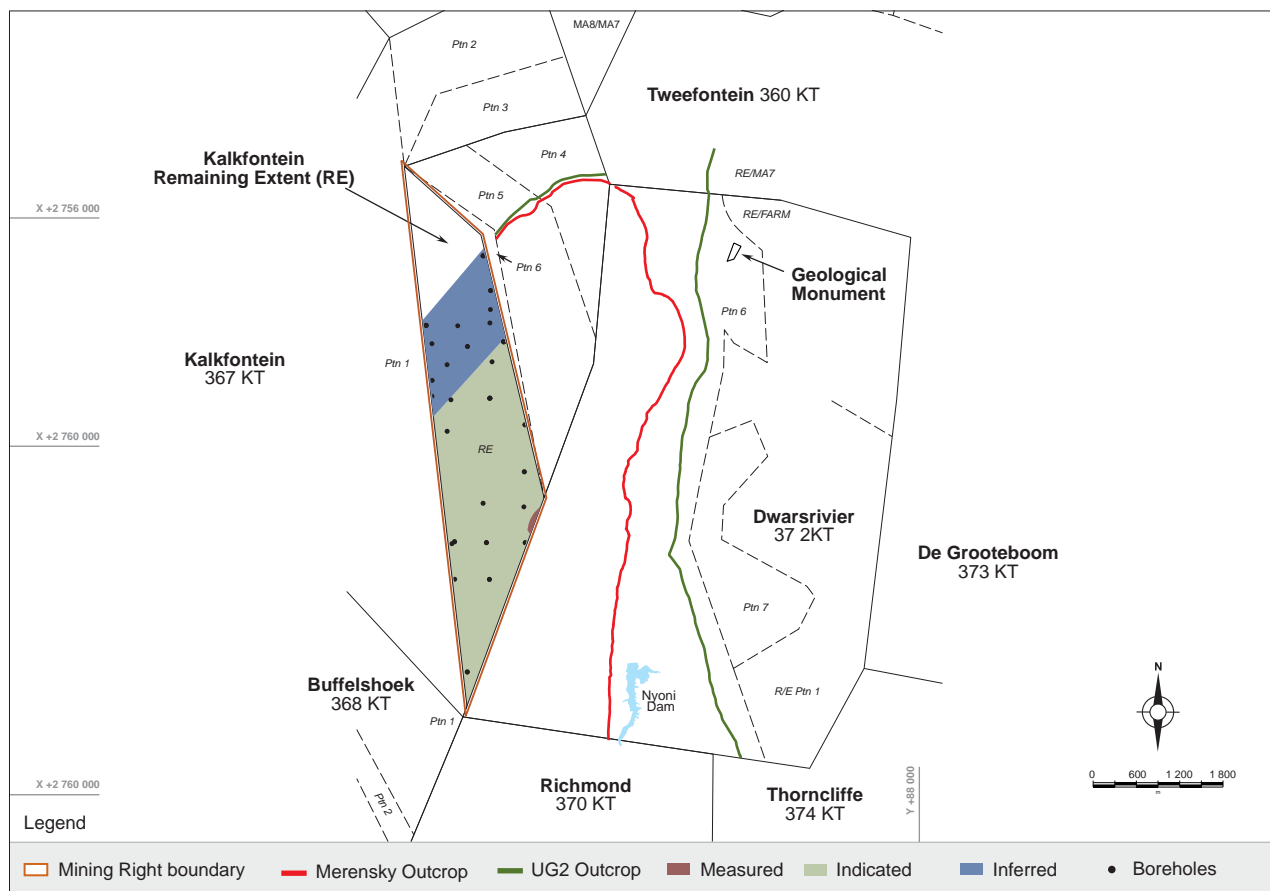 MA8/MA7
Ptn 2
Tweefontein 360 KT
Ptn 3
Kalkfontein
Remaining Extent (RE)
Ptn 4
RE/MA7
Ptn 5
X +2 756 000
RE/FARM
Ptn 6
Geological
Monument
Ptn 6
Kalkfontein
367 KT
Ptn 1
X +2 760 000
RE
Dwarsrivier
37 2KT
De Grooteboom
373 KT
Ptn 7
N
Buffelshoek
368 KT
Ptn 1
Nyoni
Dam
R/E Ptn 1
Richmond
370 KT
Thorncliffe
374 KT
Y +88 000
0 600 1 200 1 800
m
X +2 760 000
Ptn 2
Legend
Mining Right boundary Merensky Outcrop UG2 Outcrop Measured Indicated Inferred Boreholes